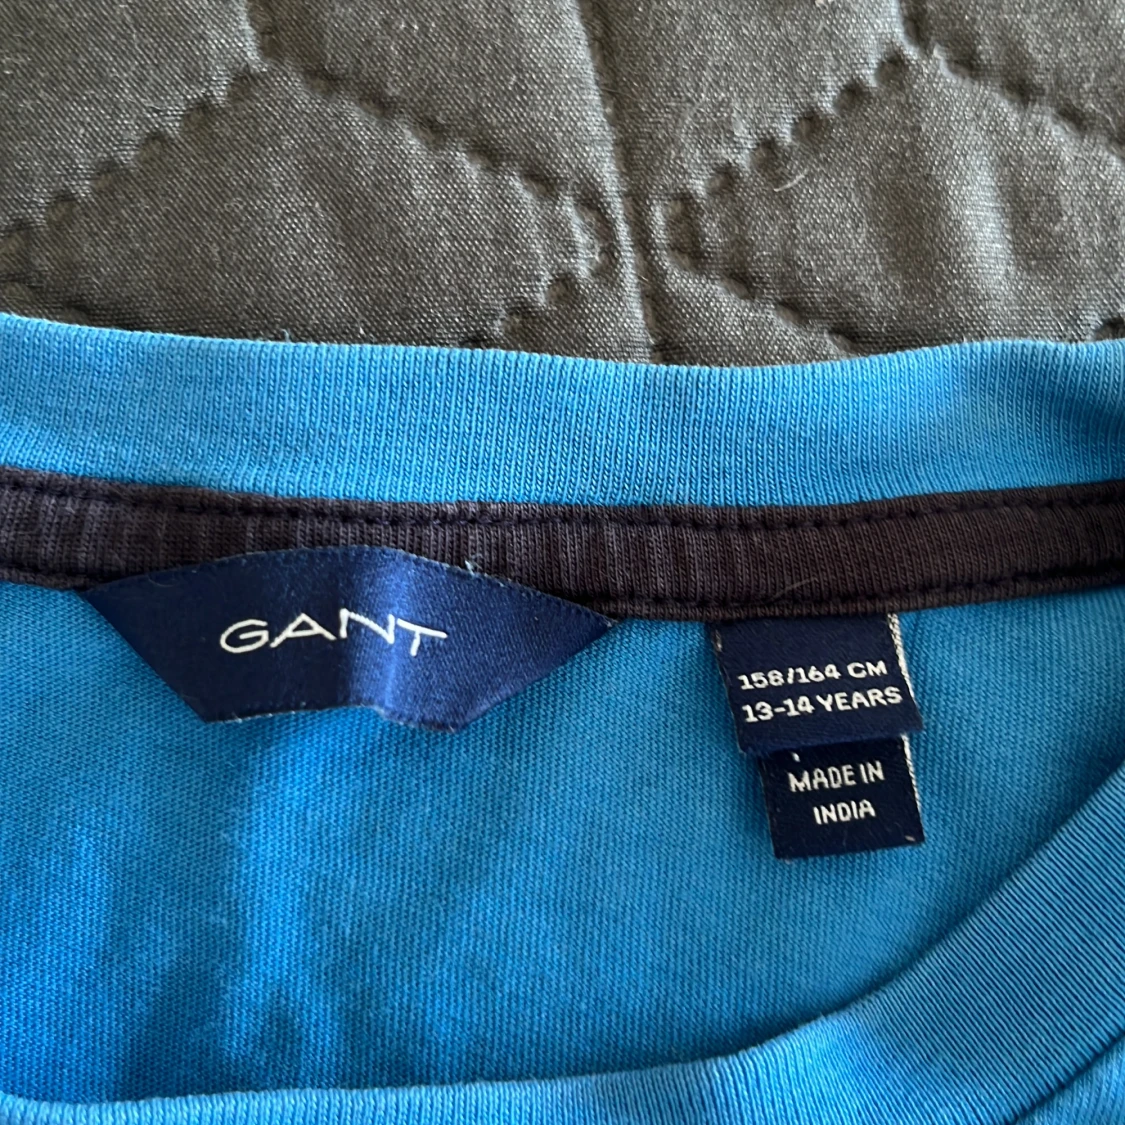 GANT
158/164 CM
13-14 YEARS
MADE IN
INDIA